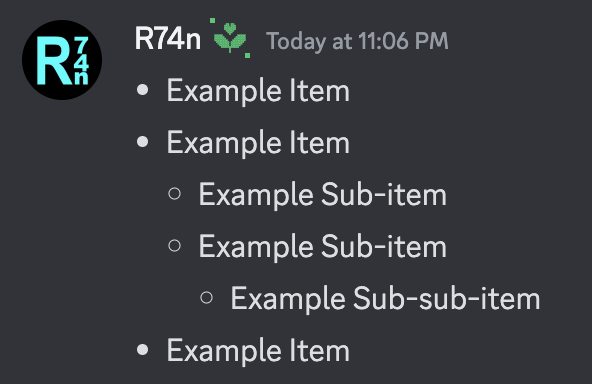 R74n
R74n Today at 11:06 PM
• Example Item
• Example Item
◦ Example Sub-item
◦ Example Sub-item
◦ Example Sub-sub-item
• Example Item